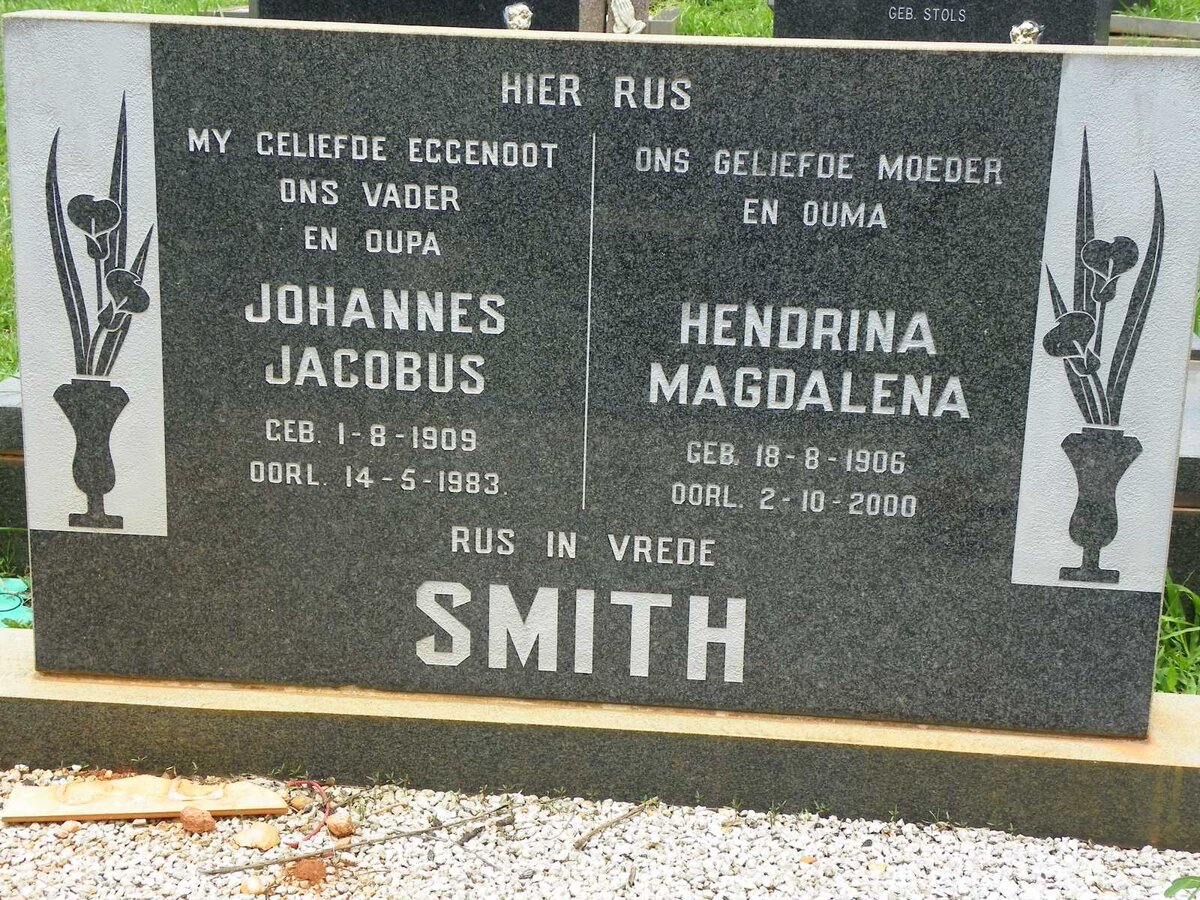 GEB. STOLS
HIER RUS
MY GELIEFDE EGGENOOT
ONS VADER
EN OUPA
JOHANNES
JACOBUS
GEB. 1-8-1909
OORL. 14-5-1983.
ONS GELIEFDE MOEDER
EN OUMA
HENDRINA
MAGDALENA
GEB. 18-8-1906
OORL. 2-10-2000
RUS IN VREDE
SMITH